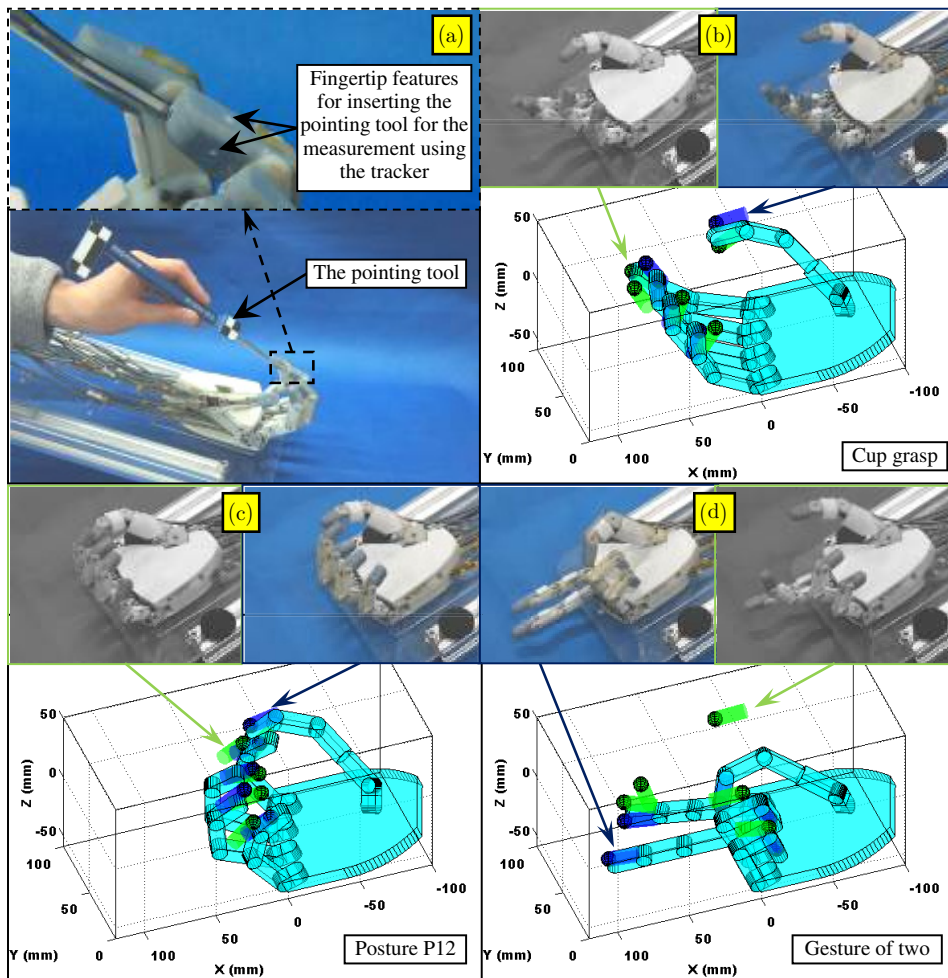 (a)
Fingertip features
for inserting the
pointing tool for the
measurement using
the tracker
The pointing tool
(b)
50
0
-50
Z (mm)
100
50
Y (mm)
0
100
50
0
-50
-100
X (mm)
Cup grasp
(c)
50
0
-50
Z (mm)
100
50
Y (mm)
0
100
50
0
-50
-100
X (mm)
Posture P12
(d)
50
0
-50
Z (mm)
100
50
Y (mm)
0
100
50
0
-50
-100
X (mm)
Gesture of two